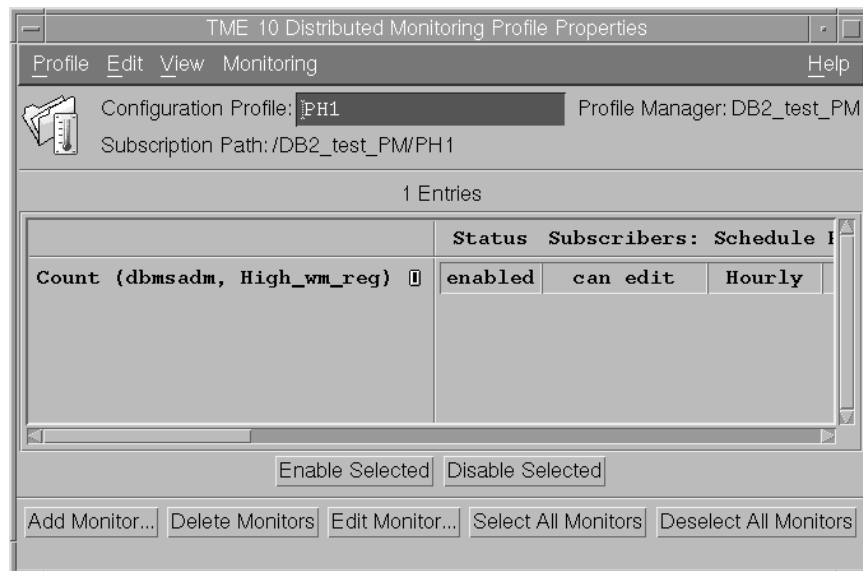 TME 10 Distributed Monitoring Profile Properties
Profile Edit View Monitoring Help
Configuration Profile: PH1 Profile Manager: DB2_test_PM
Subscription Path: /DB2_test_PM/PH1
1 Entries
Status Subscribers: Schedule
Count (dbmsadm, High_wm_reg) enabled can edit Hourly
Enable Selected Disable Selected
Add Monitor... Delete Monitors Edit Monitor... Select All Monitors Deselect All Monitors